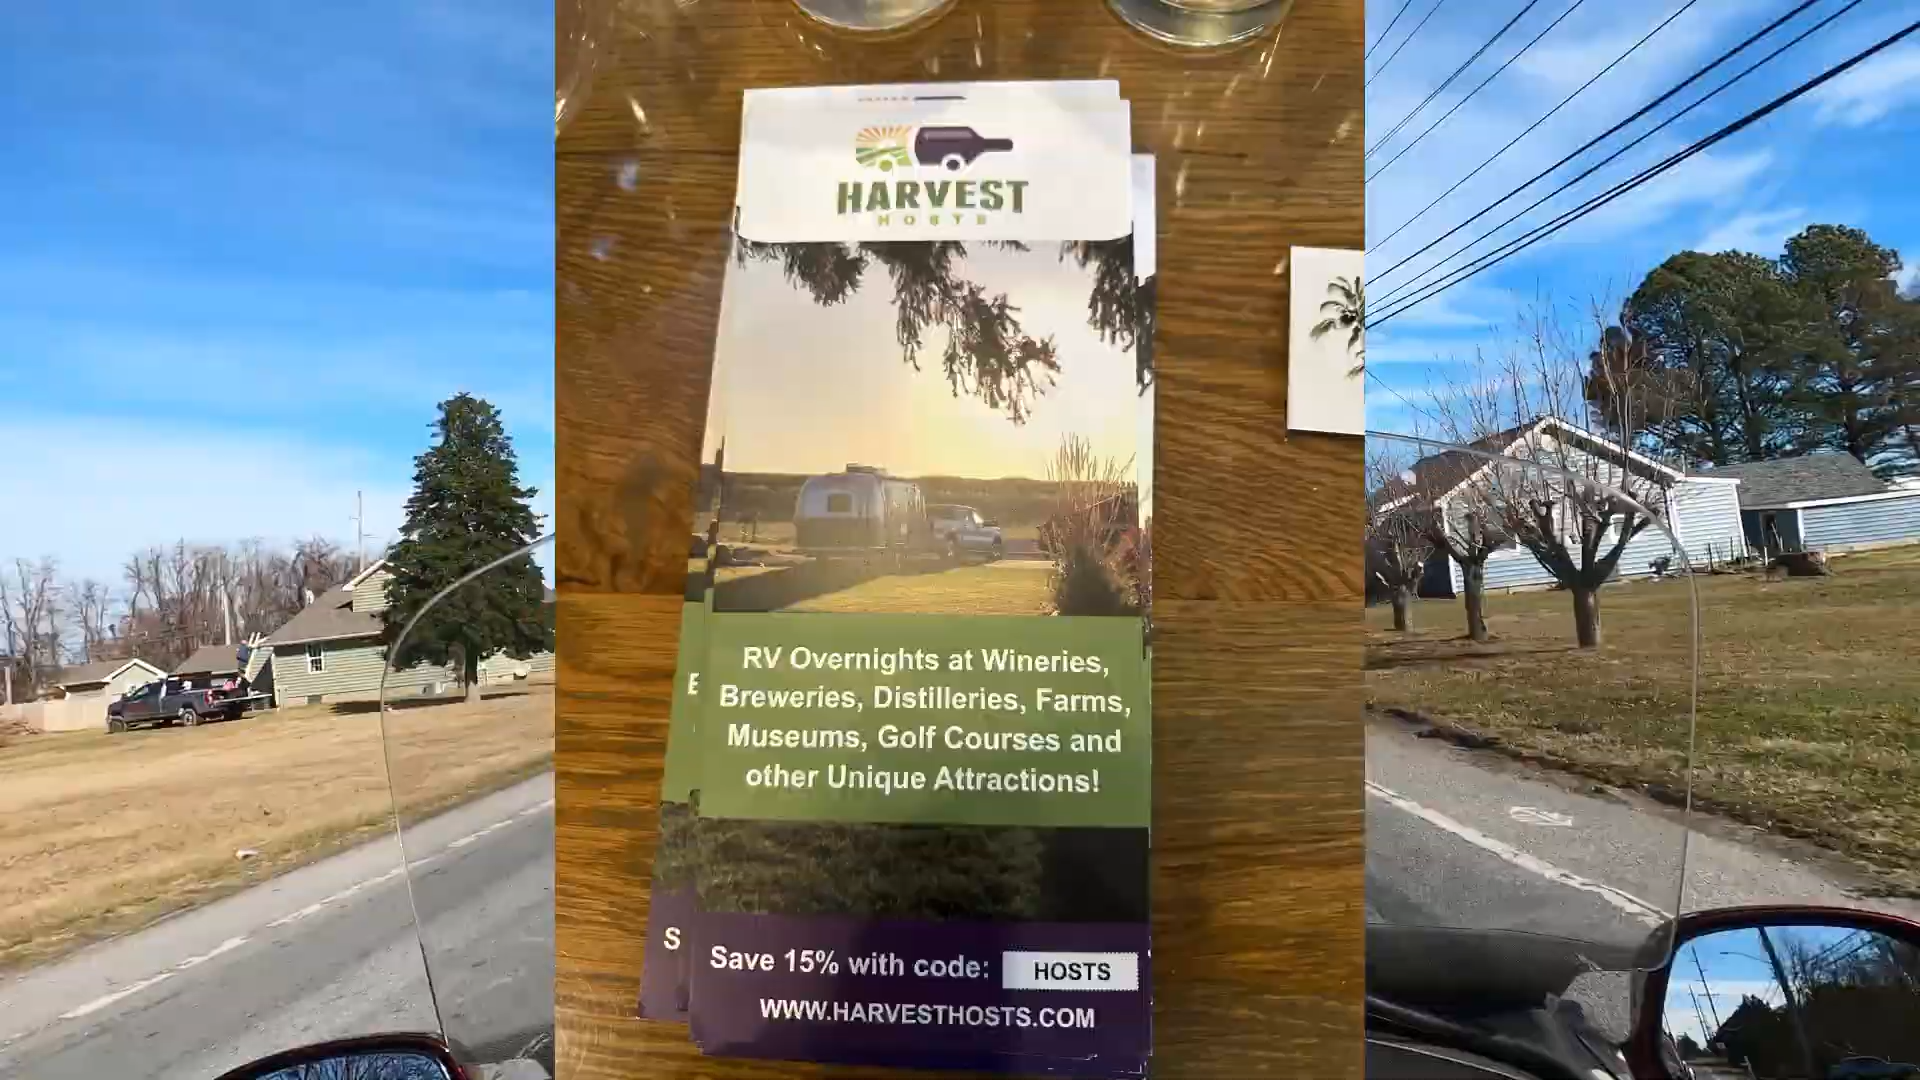 HARVEST
HOSTS
RV Overnights at Wineries,
Breweries, Distilleries, Farms,
Museums, Golf Courses and
other Unique Attractions!
Save 15% with code: HOSTS
WWW.HARVESTHOSTS.COM